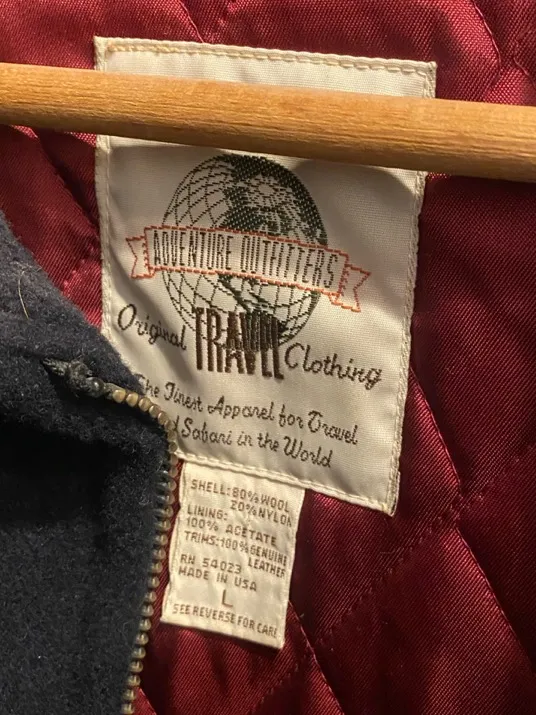 ADVENTURE OUTFITTERS
Original TRAVEL Clothing
The Finest Apparel for Travel
Safari in the World
SHELL: 80% WOOL
20% NYLON
LINING:
100% ACETATE
TRIMS: 100% GENUINE
LEATHER
RN 54023
MADE IN USA
L
SEE REVERSE FOR CARE